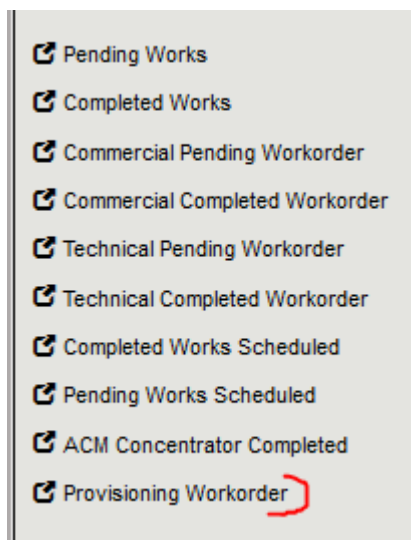 Pending Works
Completed Works
Commercial Pending Workorder
Commercial Completed Workorder
Technical Pending Workorder
Technical Completed Workorder
Completed Works Scheduled
Pending Works Scheduled
ACM Concentrator Completed
Provisioning Workorder